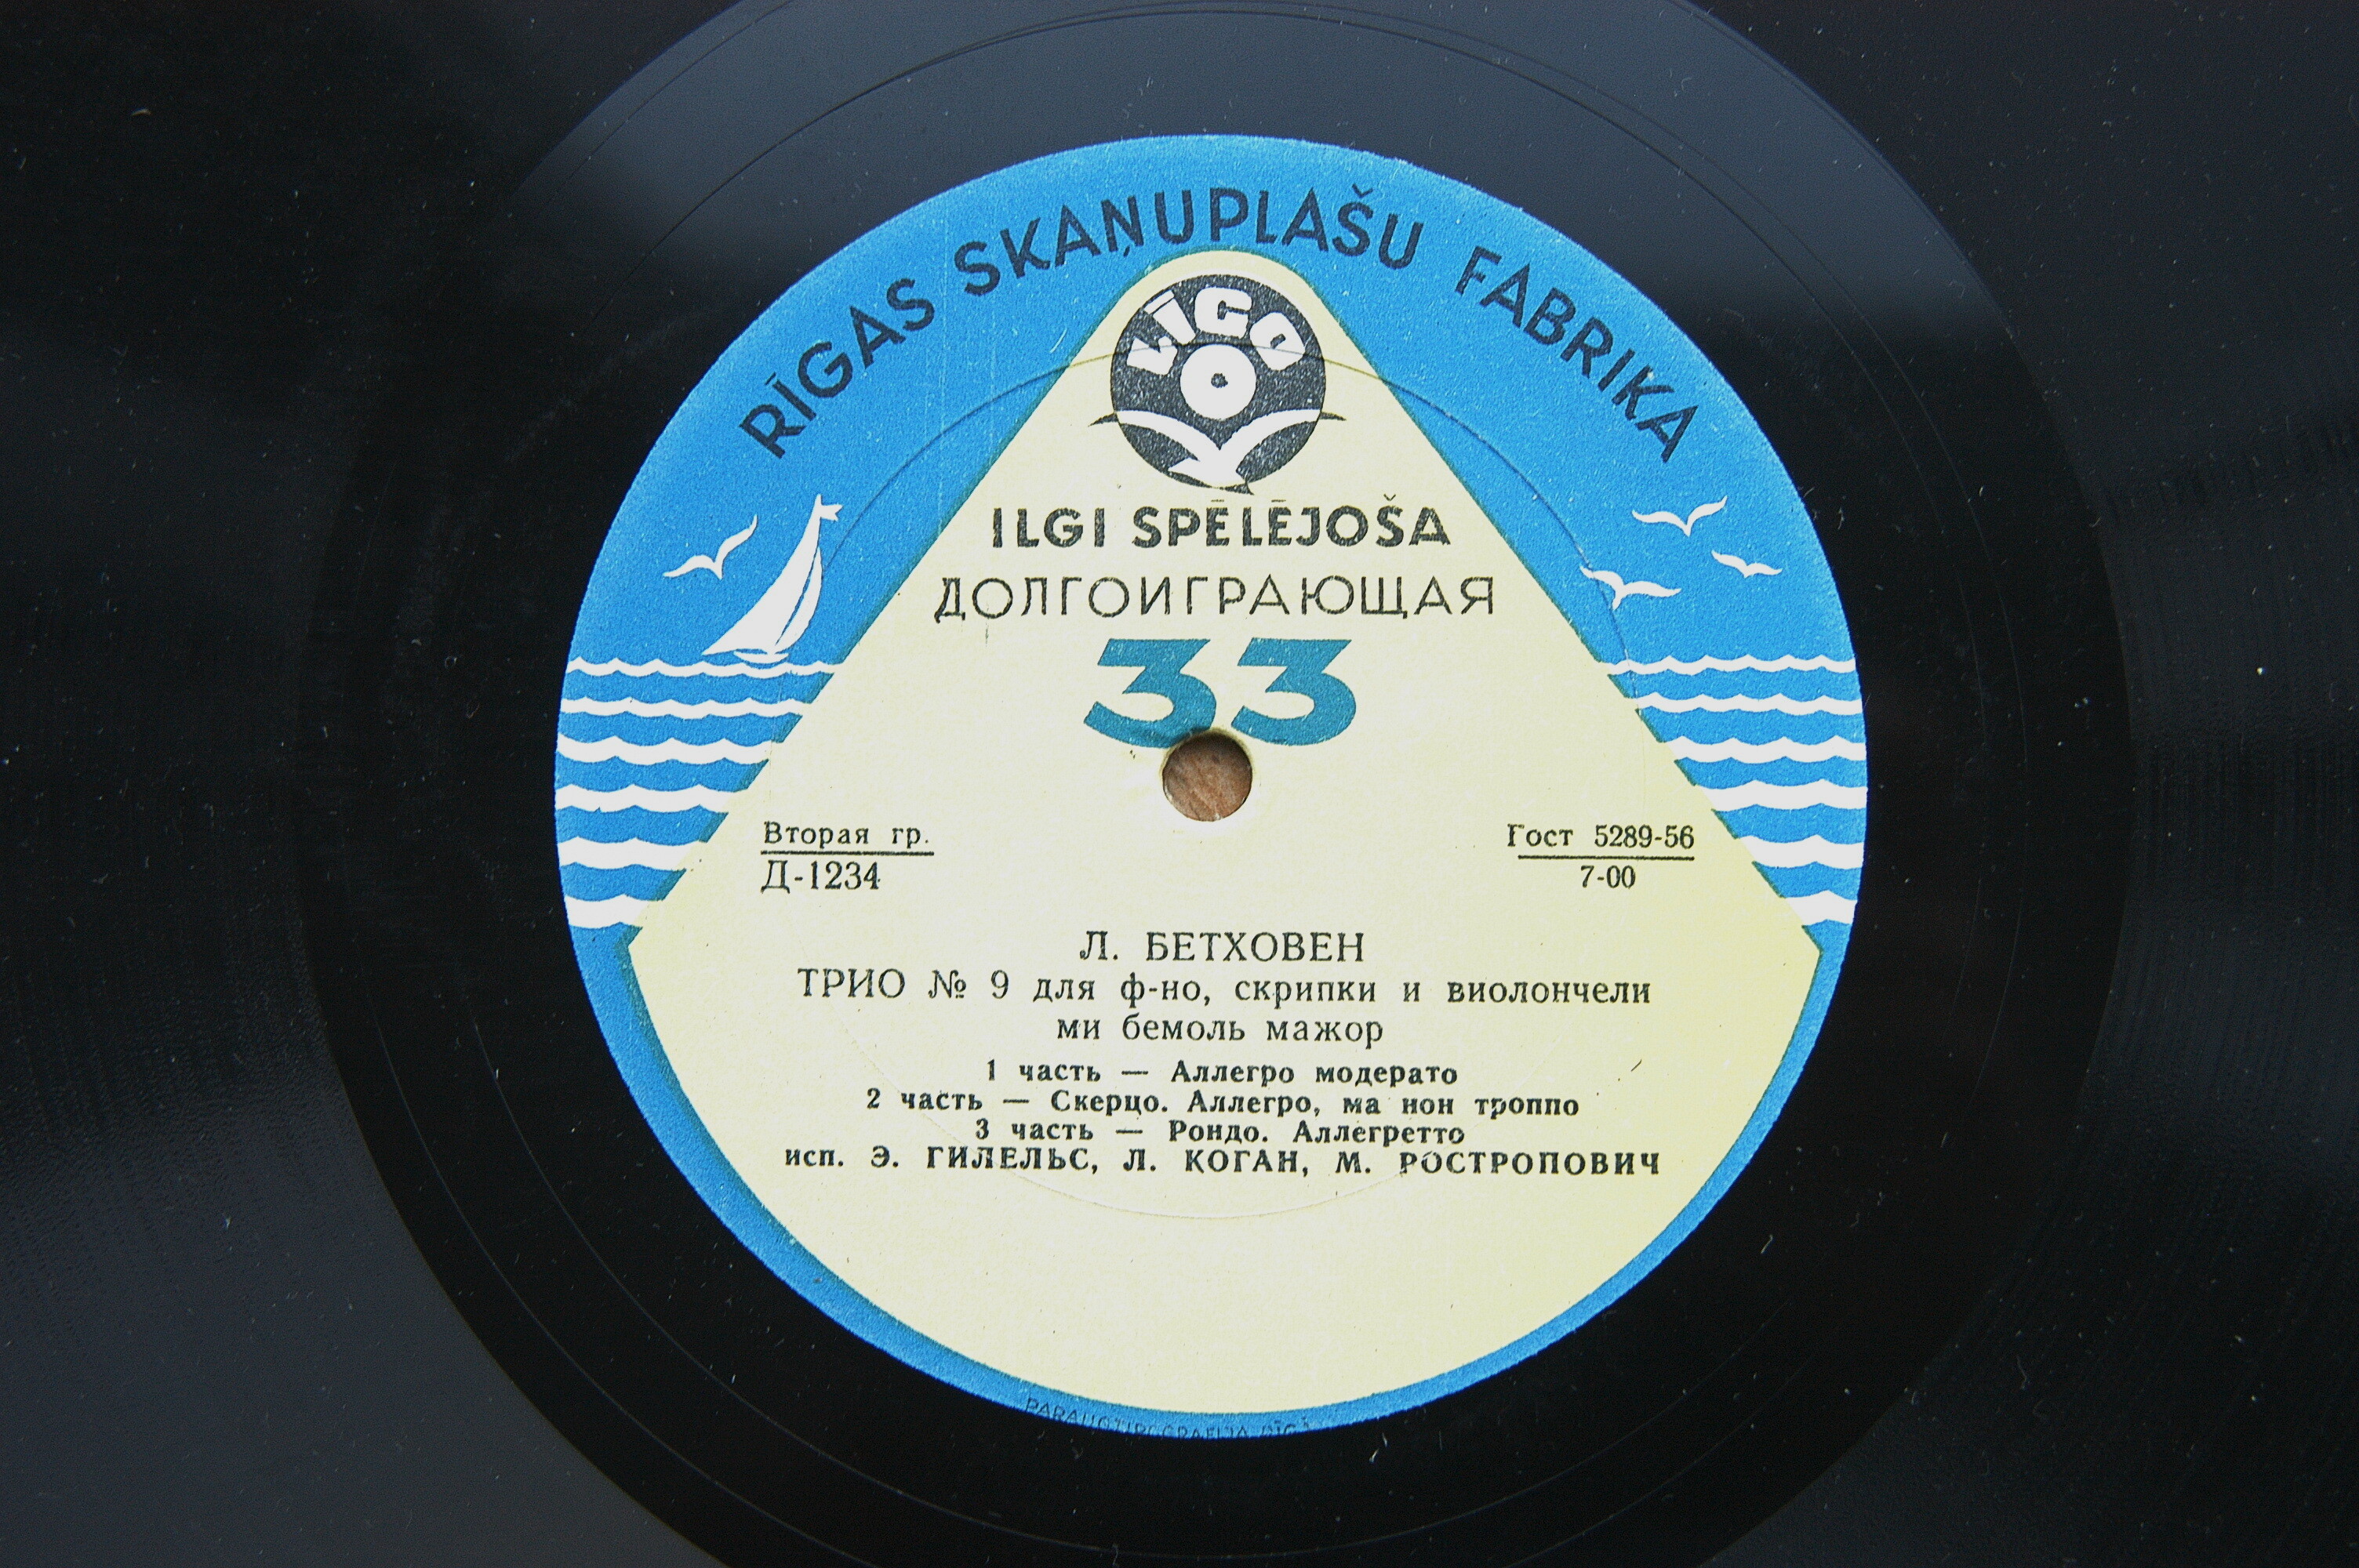 RĪGAS SKAŅUPLAŠU FABRIKA
LĪGO
ILGI SPĒLĒJOŠA
ДОЛГОИГРАЮЩАЯ
33
Вторая гр.
Д-1234
Гост 5289-56
7-00
Л. БЕТХОВЕН
ТРИО № 9 для ф-но, скрипки и виолончели
ми бемоль мажор
1 часть — Аллегро модерато
2 часть — Скерцо. Аллегро, ма нон троппо
3 часть — Рондо. Аллегретто
исп. Э. ГИЛЕЛЬС, Л. КОГАН, М. РОСТРОПОВИЧ